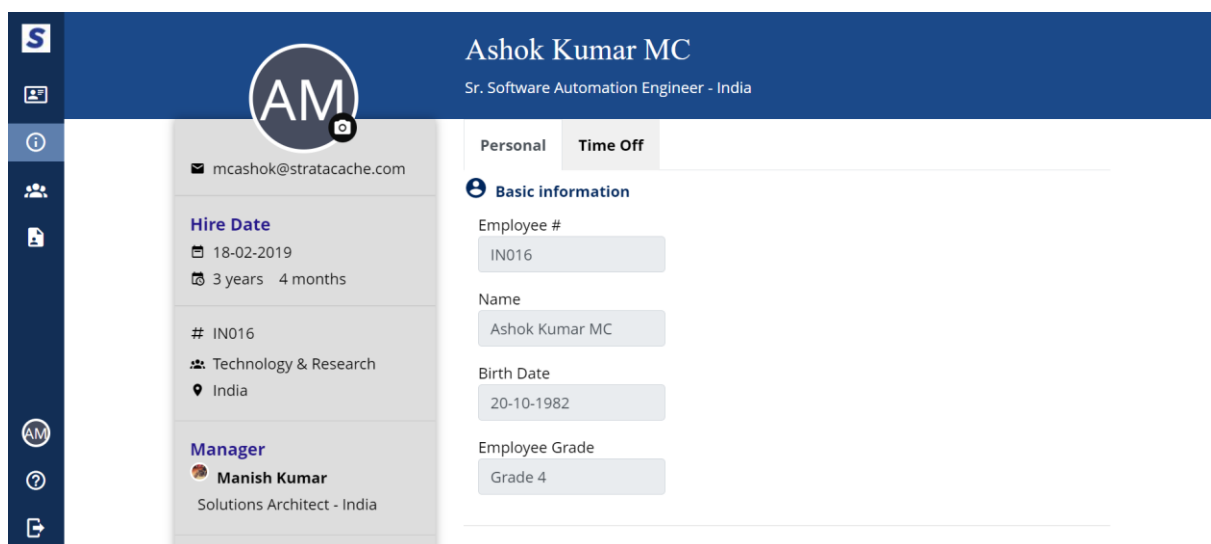 S
Ashok Kumar MC
Sr. Software Automation Engineer - India
AM
mcashok@stratacache.com
Hire Date
18-02-2019
3 years 4 months
# IN016
Technology & Research
India
Manager
Manish Kumar
Solutions Architect - India
Personal Time Off
Basic information
Employee #
IN016
Name
Ashok Kumar MC
Birth Date
20-10-1982
Employee Grade
Grade 4
AM